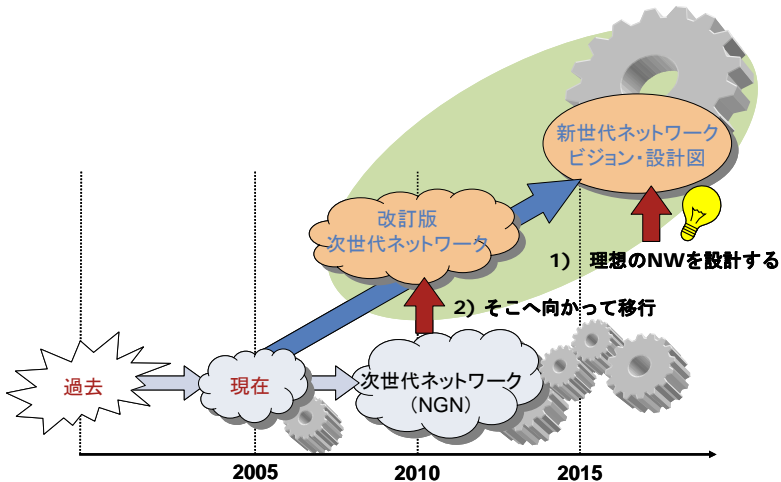 新世代ネットワーク
ビジョン・設計図
改訂版
次世代ネットワーク
1) 理想のNWを設計する
2) そこへ向かって移行
過去
現在
次世代ネットワーク
(NGN)
2005
2010
2015